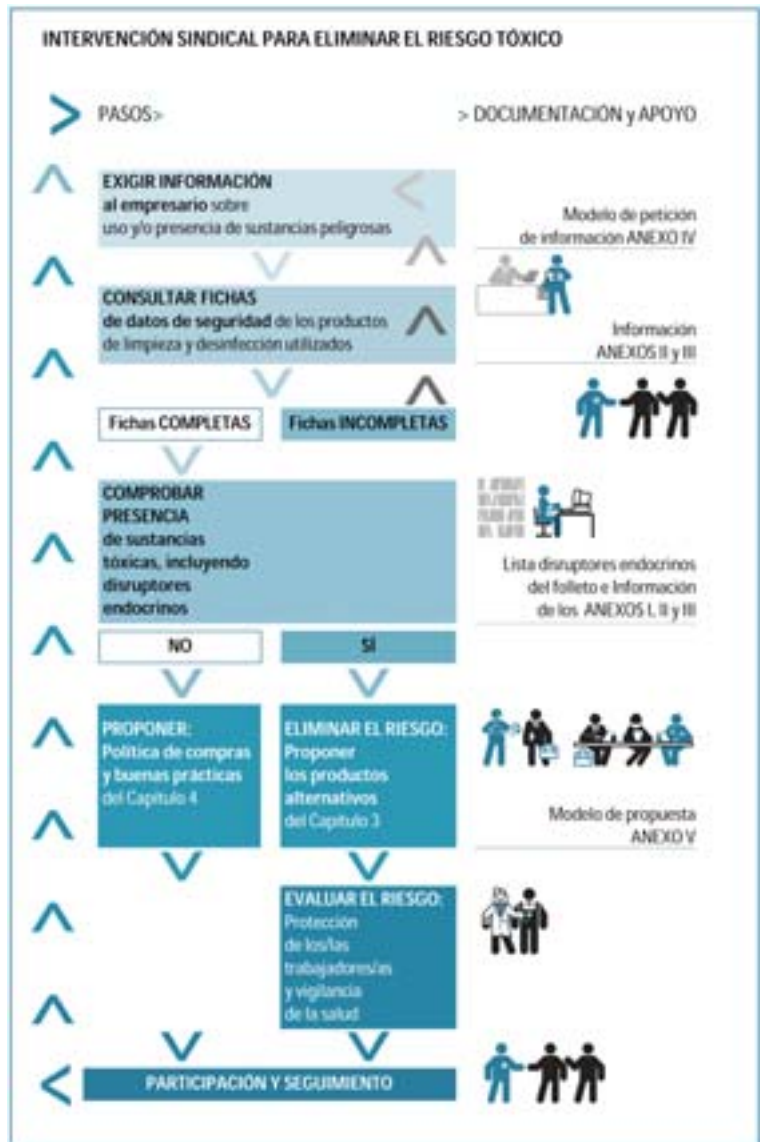 INTERVENCIÓN SINDICAL PARA ELIMINAR EL RIESGO TÓXICO
PASOS>
> DOCUMENTACIÓN y APOYO
EXIGIR INFORMACIÓN
al empresario sobre
uso y/o presencia de sustancias peligrosas
Modelo de petición
de información ANEXO IV
CONSULTAR FICHAS
de datos de seguridad de los productos
de limpieza y desinfección utilizados
Información
ANEXOS II y III
Fichas COMPLETAS
Fichas INCOMPLETAS
COMPROBAR
PRESENCIA
de sustancias
tóxicas, incluyendo
disruptores
endocrinos
Lista disruptores endocrinos
del folleto e Información
de los ANEXOS I, II y III
NO
SÍ
PROPONER:
Política de compras
y buenas prácticas
del Capítulo 4
ELIMINAR EL RIESGO:
Proponer
los productos
alternativos
del Capítulo 3
Modelo de propuesta
ANEXO V
EVALUAR EL RIESGO:
Protección
de los/las
trabajadores/as
y vigilancia
de la salud
PARTICIPACIÓN Y SEGUIMIENTO